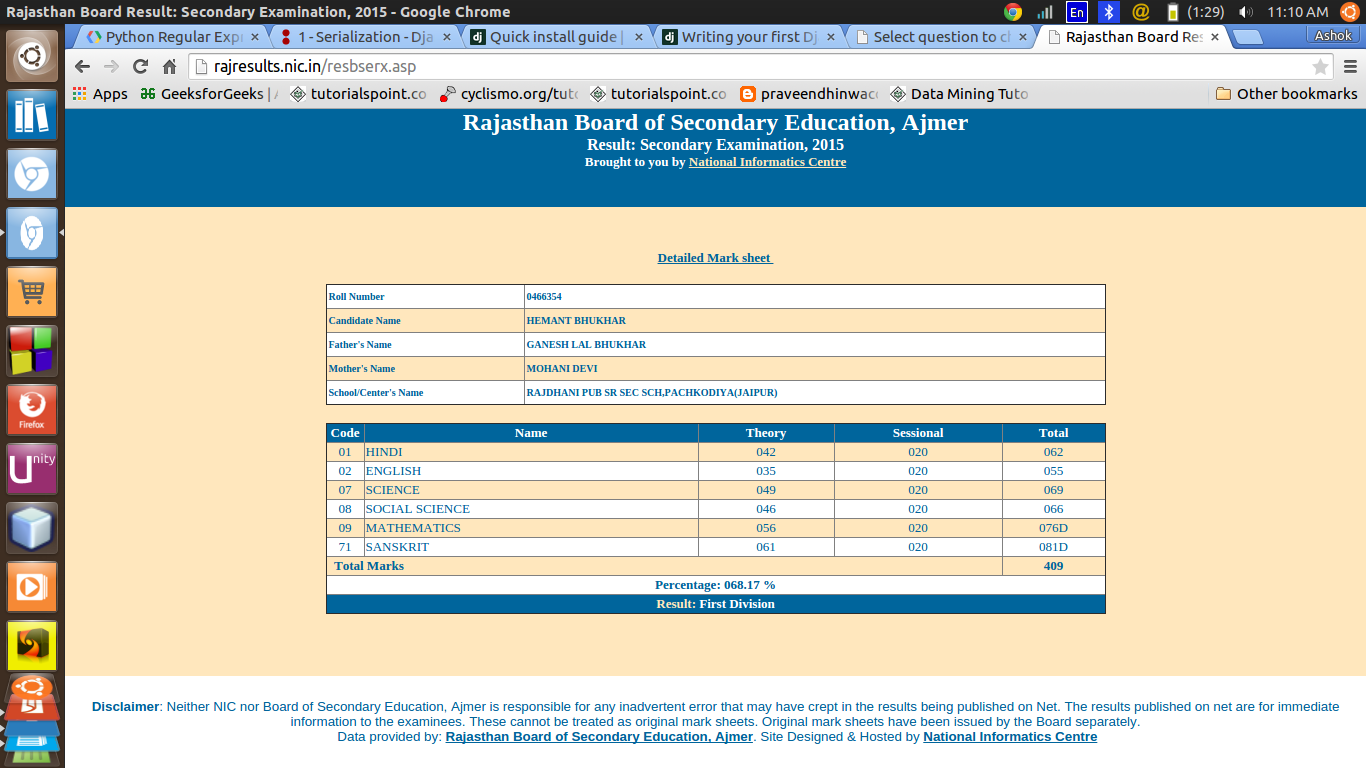 Rajasthan Board Result: Secondary Examination, 2015 - Google Chrome
En
(1:29)
11:10 AM
Python Regular Exp
1 - Serialization - Dja
Quick install guide |
Writing your first Dj
Select question to ch
Rajasthan Board Res
Ashok
rajresults.nic.in/resbserx.asp
Apps
GeeksforGeeks |
tutorialspoint.co
cyclismo.org/tuto
tutorialspoint.co
praveendhinwac
Data Mining Tuto
Other bookmarks
Firefox
Unity
Rajasthan Board of Secondary Education, Ajmer
Result: Secondary Examination, 2015
Brought to you by National Informatics Centre
Detailed Mark sheet
Roll Number 0466354
Candidate Name HEMANT BHUKHAR
Father's Name GANESH LAL BHUKHAR
Mother's Name MOHANI DEVI
School/Center's Name RAJDHANI PUB SR SEC SCH,PACHKODIYA(JAIPUR)
Code Name Theory Sessional Total
01 HINDI 042 020 062
02 ENGLISH 035 020 055
07 SCIENCE 049 020 069
08 SOCIAL SCIENCE 046 020 066
09 MATHEMATICS 056 020 076D
71 SANSKRIT 061 020 081D
Total Marks 409
Percentage: 068.17 %
Result: First Division
Disclaimer: Neither NIC nor Board of Secondary Education, Ajmer is responsible for any inadvertent error that may have crept in the results being published on Net. The results published on net are for immediate
information to the examinees. These cannot be treated as original mark sheets. Original mark sheets have been issued by the Board separately.
Data provided by: Rajasthan Board of Secondary Education, Ajmer. Site Designed & Hosted by National Informatics Centre